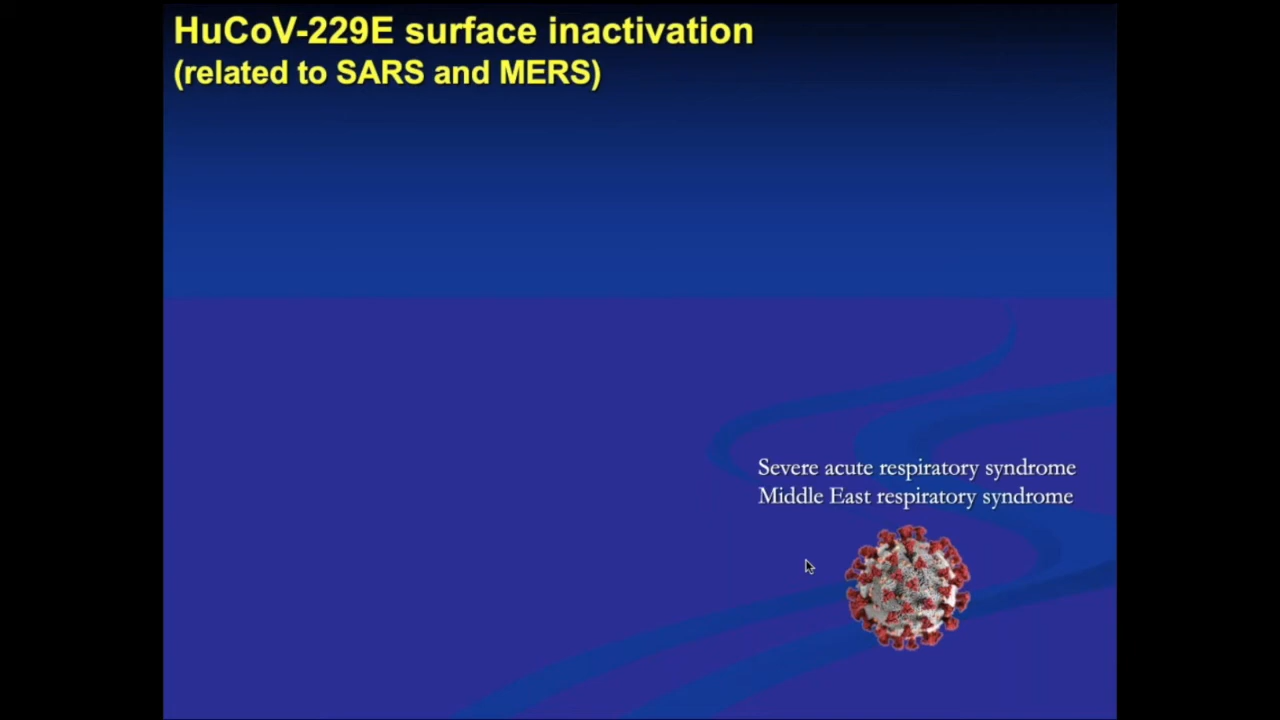 HuCoV-229E surface inactivation
(related to SARS and MERS)
Severe acute respiratory syndrome
Middle East respiratory syndrome